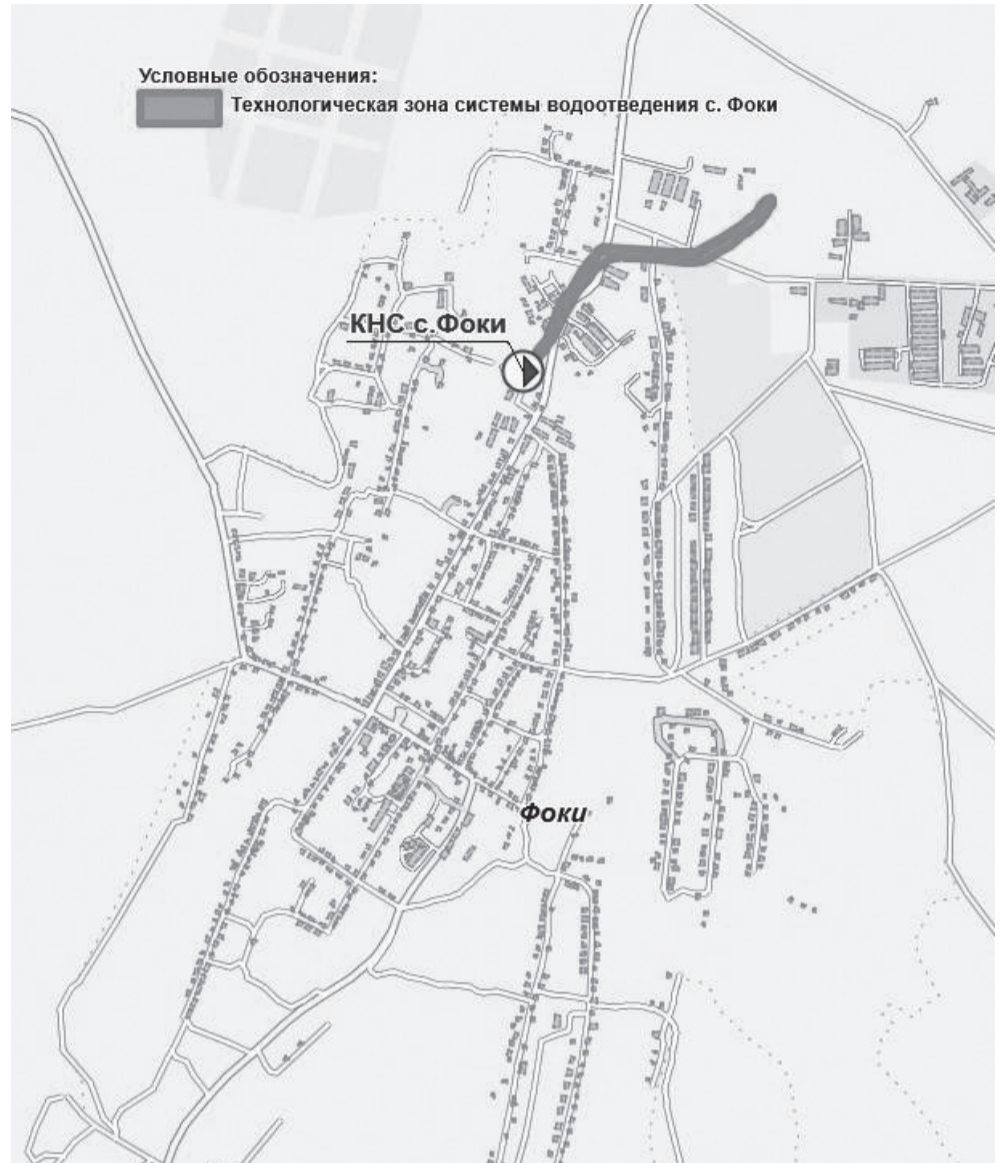 Условные обозначения:
Технологическая зона системы водоотведения с. Фоки
КНС с.Фоки
Фоки